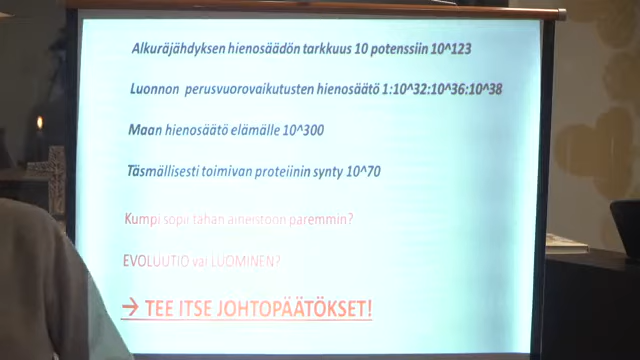 Alkuräjähdyksen hienosäädön tarkkuus 10 potenssiin 10^123
Luonnon perusvuorovaikutusten hienosäätö 1:10^32:10^36:10^38
Maan hienosäätö elämälle 10^300
Täsmällisesti toimivan proteiinin synty 10^70
Kumpi sopii tähän aineistoon paremmin?
EVOLUUTIO vai LUOMINEN?
→ TEE ITSE JOHTOPÄÄTÖKSET!